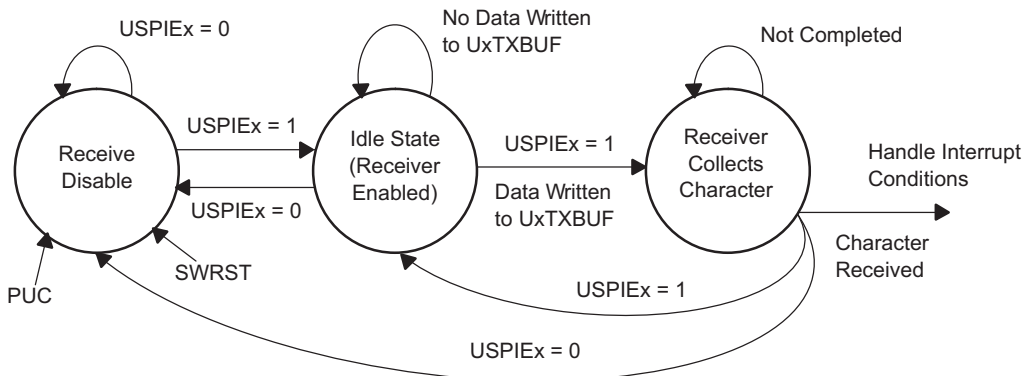 USPIEx = 0
No Data Written
to UxTXBUF
Not Completed
Receive
Disable
USPIEx = 1
USPIEx = 0
Idle State
(Receiver
Enabled)
USPIEx = 1
Data Written
to UxTXBUF
Receiver
Collects
Character
Handle Interrupt
Conditions
Character
Received
PUC
SWRST
USPIEx = 1
USPIEx = 0